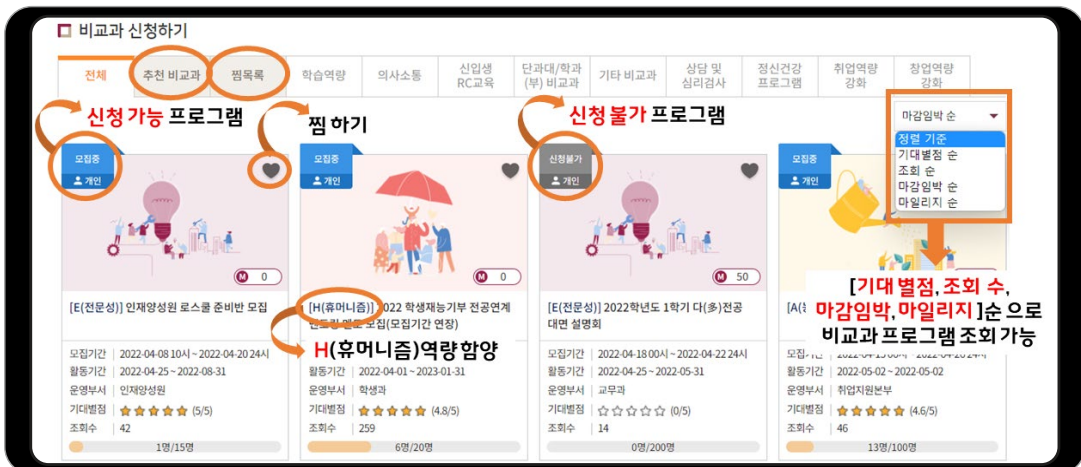 비교과 신청하기
전체
추천 비교과
찜목록
학습역량
의사소통
신입생
RC교육
단과대/학과
(부) 비교과
기타 비교과
상담 및
심리검사
정신건강
프로그램
취업역량
강화
창업역량
강화
신청 가능 프로그램
찜 하기
신청 불가 프로그램
마감임박 순
정렬 기준
기대별점 순
조회 순
마감임박 순
마일리지 순
모집중
개인
M 0
[E(전문성)] 인재양성원 로스쿨 준비반 모집
모집기간 | 2022-04-08 10시 ~ 2022-04-20 24시
활동기간 | 2022-04-25 ~ 2022-08-31
운영부서 | 인재양성원
기대별점 | (5/5)
조회수 | 42
1명/15명
모집중
개인
M 0
[H(휴머니즘)] 2022 학생재능기부 전공연계
모집(모집기간 연장)
H(휴머니즘)역량 함양
활동기간 | 2022-04-01 ~ 2023-01-31
운영부서 | 학생과
기대별점 | (4.8/5)
조회수 | 259
6명/20명
신청불가
개인
M 50
[E(전문성)] 2022학년도 1학기 다(多)전공
대면 설명회
모집기간 | 2022-04-18 00시 ~ 2022-04-22 24시
활동기간 | 2022-04-25 ~ 2022-05-31
운영부서 | 교무과
기대별점 | (0/5)
조회수 | 14
0명/200명
모집중
개인
[기대 별점, 조회 수,
마감임박, 마일리지 ]순 으로
비교과 프로그램 조회 가능
활동기간 | 2022-05-02 ~ 2022-05-02
운영부서 | 취업지원본부
기대별점 | (4.6/5)
조회수 | 46
13명/100명